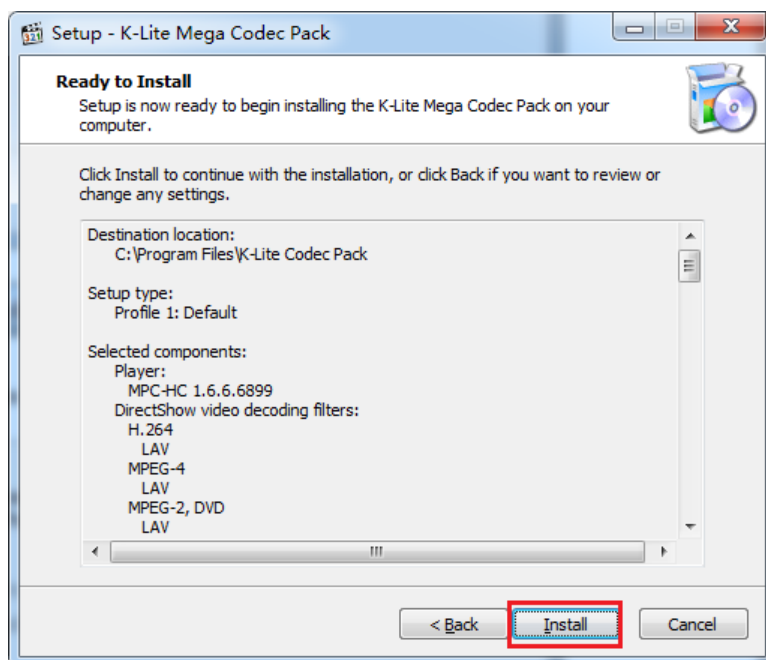 Setup - K-Lite Mega Codec Pack
Ready to Install
Setup is now ready to begin installing the K-Lite Mega Codec Pack on your
computer.
Click Install to continue with the installation, or click Back if you want to review or
change any settings.
Destination location:
C:\Program Files\K-Lite Codec Pack
Setup type:
Profile 1: Default
Selected components:
Player:
MPC-HC 1.6.6.6899
DirectShow video decoding filters:
H.264
LAV
MPEG-4
LAV
MPEG-2, DVD
LAV
< Back
Install
Cancel